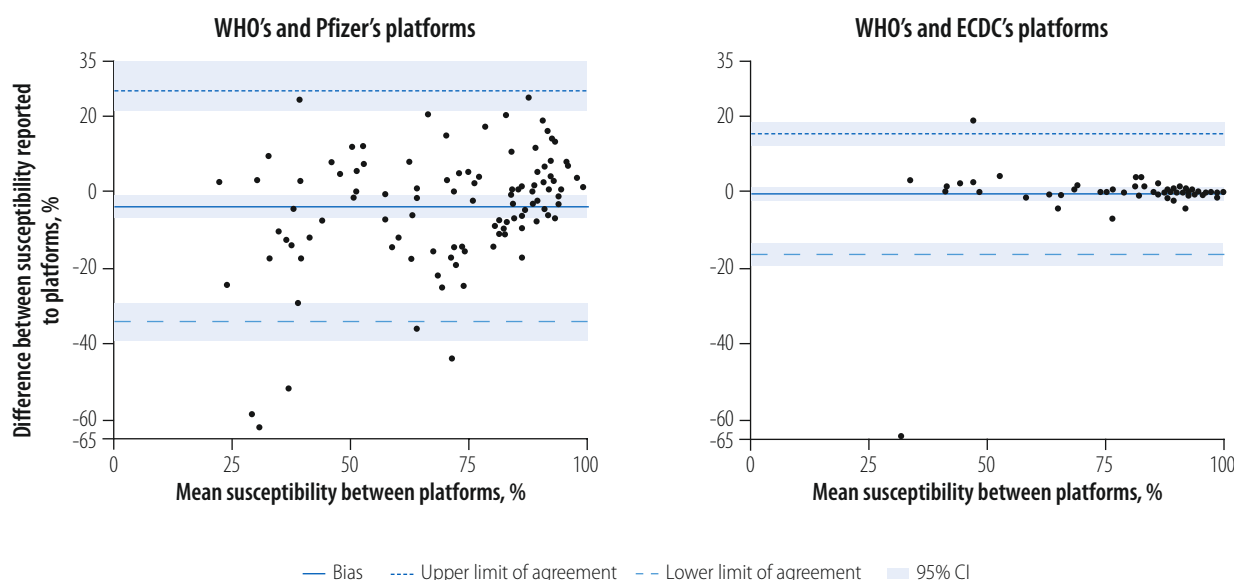 WHO's and Pfizer's platforms
Difference between susceptibility reported
to platforms, %
35
20
0
-20
-40
-60
-65
0
25
50
75
100
Mean susceptibility between platforms, %
WHO's and ECDC's platforms
35
20
0
-20
-40
-60
-65
0
25
50
75
100
Mean susceptibility between platforms, %
Bias
Upper limit of agreement
Lower limit of agreement
95% CI